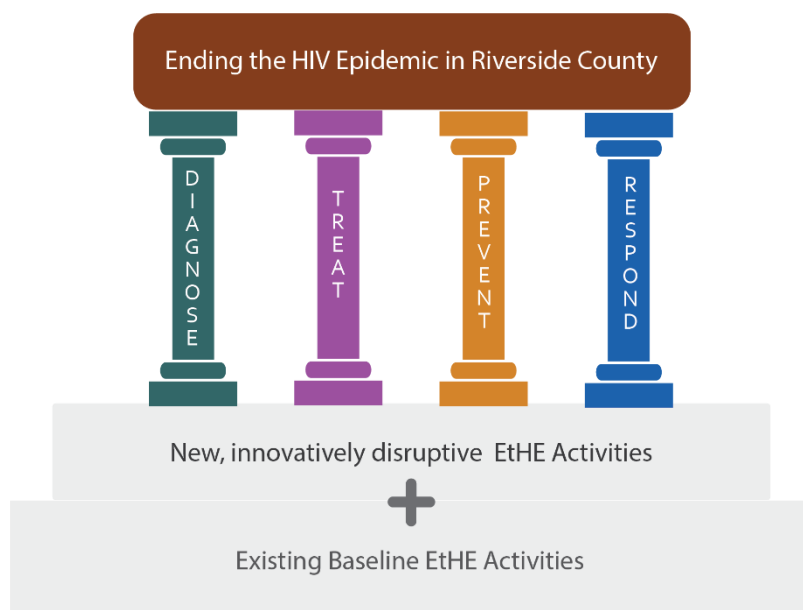 Ending the HIV Epidemic in Riverside County
DIAGNOSE
TREAT
PREVENT
RESPOND
New, innovatively disruptive EtHE Activities
+
Existing Baseline EtHE Activities